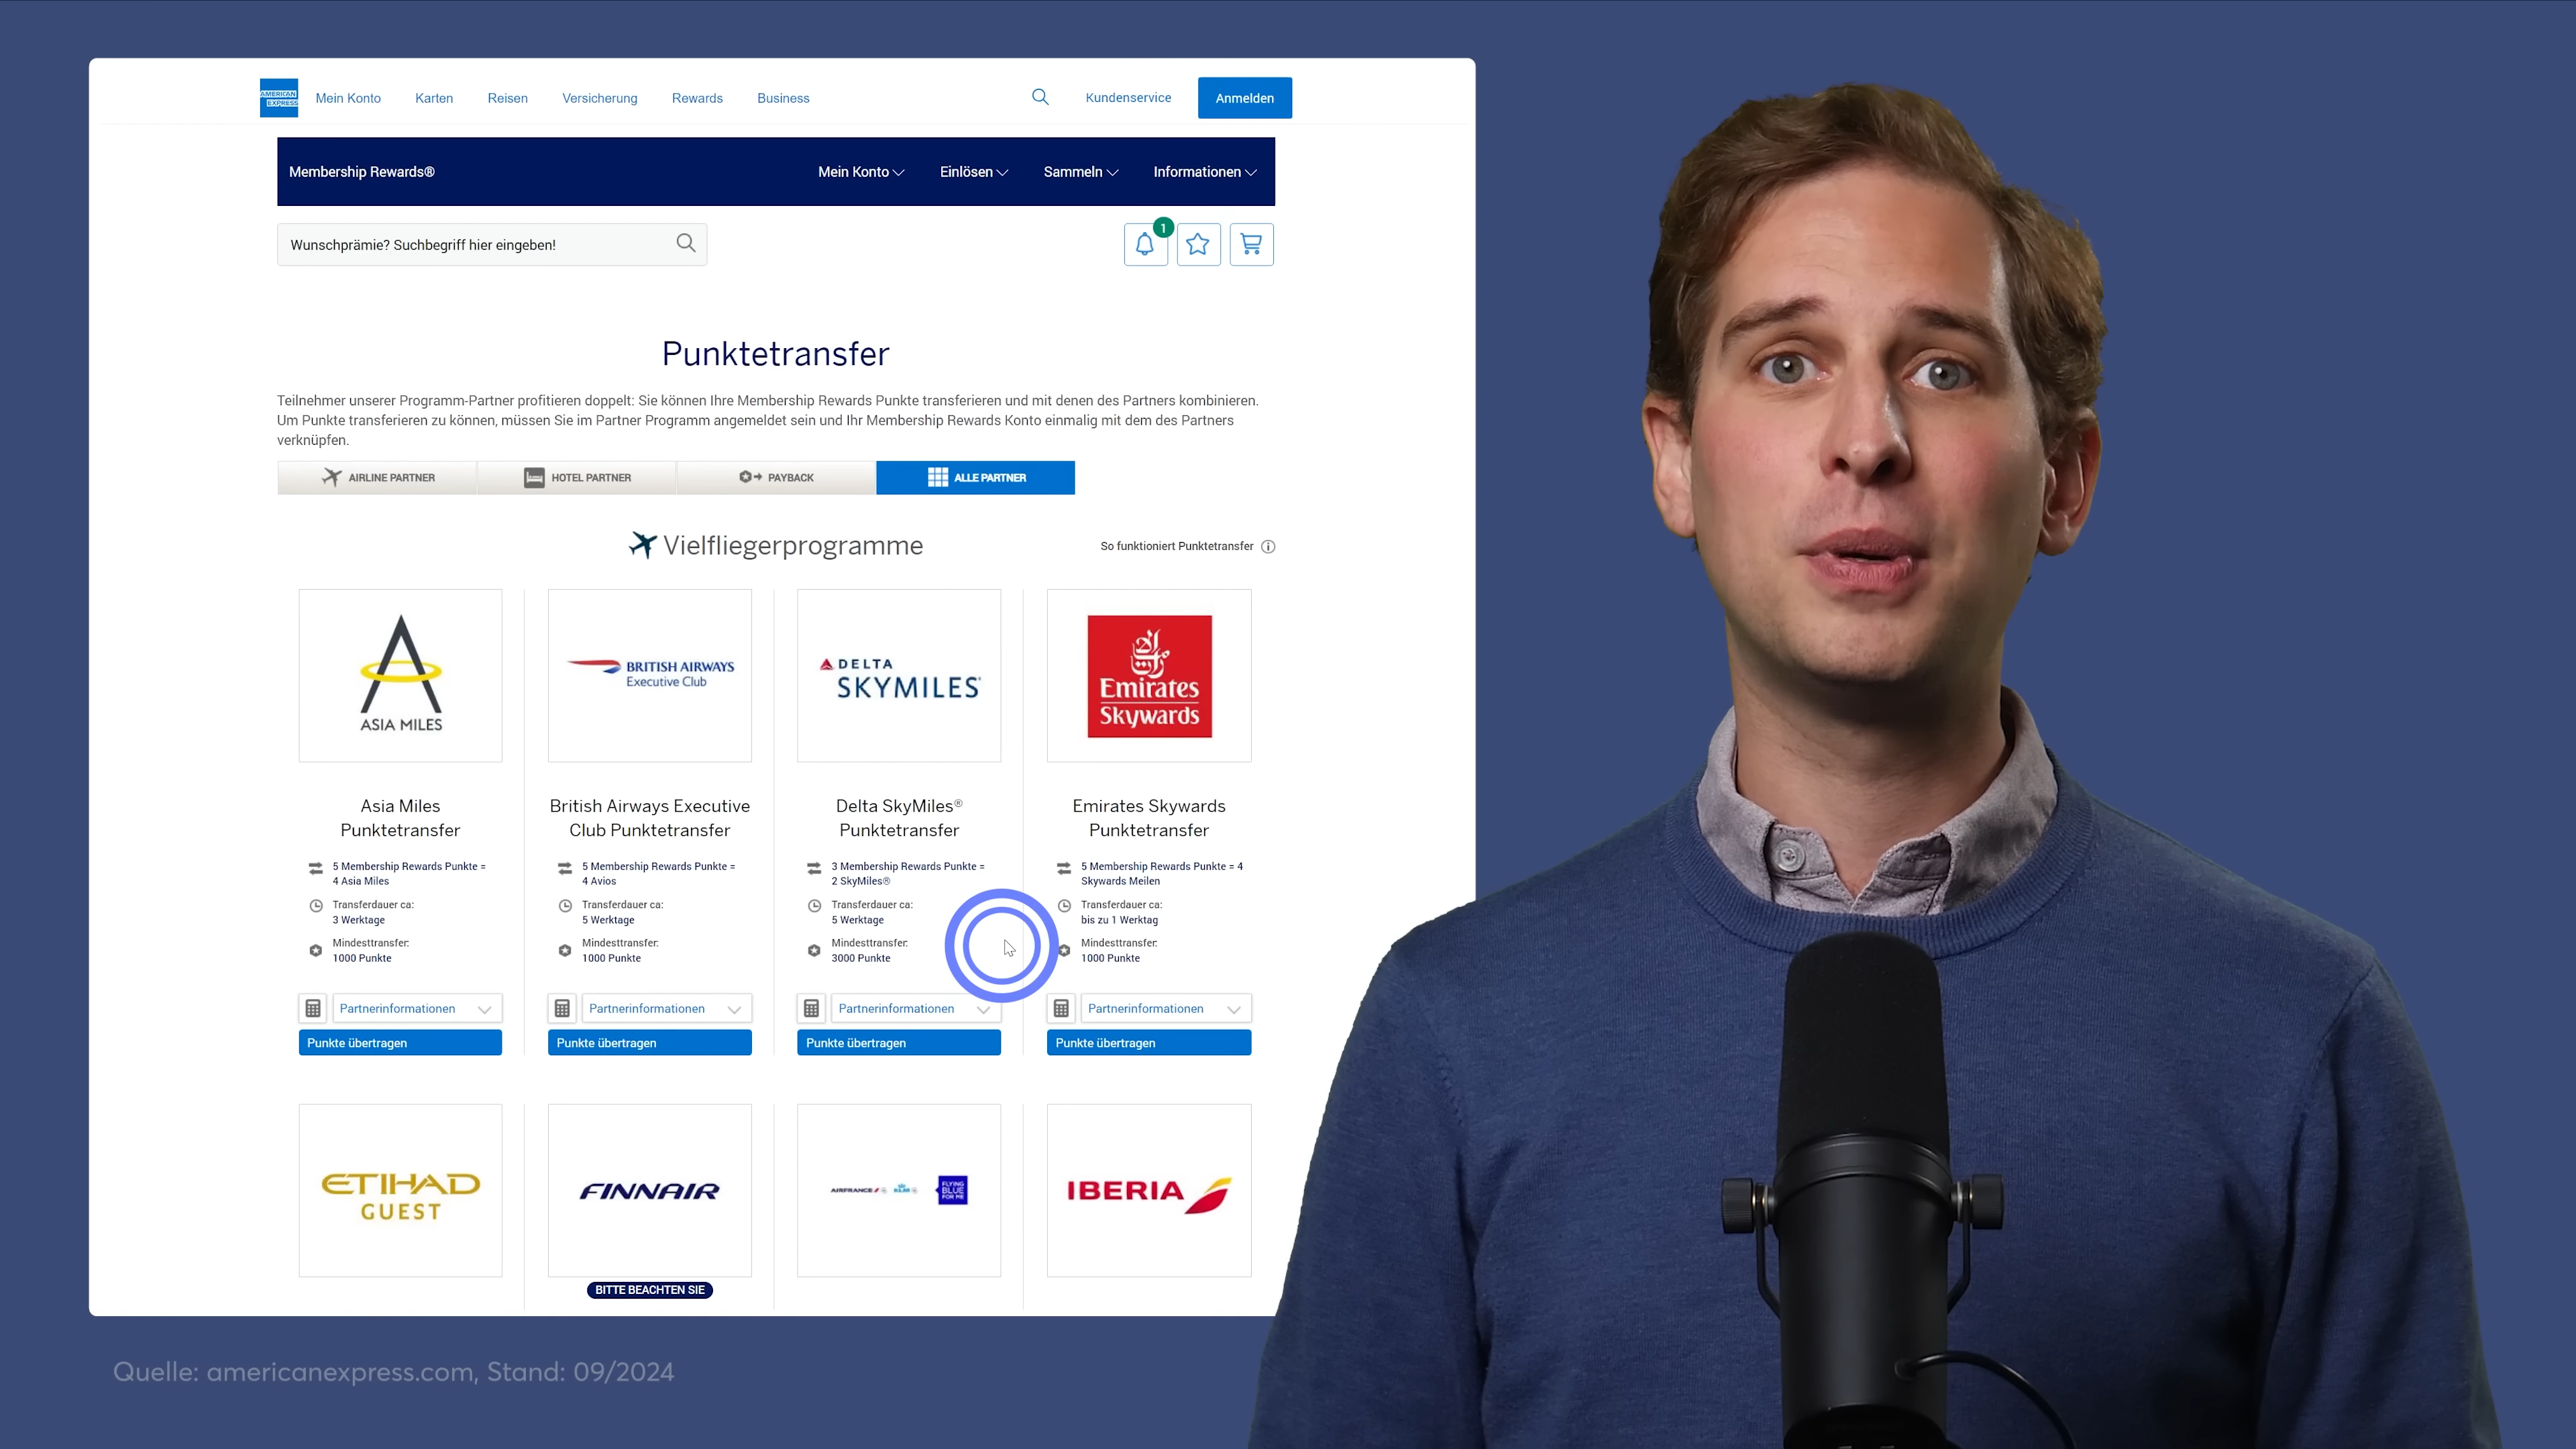 AMERICAN
EXPRESS
Mein Konto Karten Reisen Versicherung Rewards Business Kundenservice Anmelden
Membership Rewards® Mein Konto Einlösen Sammeln Informationen
Wunschprämie? Suchbegriff hier eingeben!
1
Punktetransfer
Teilnehmer unserer Programm-Partner profitieren doppelt: Sie können Ihre Membership Rewards Punkte transferieren und mit denen des Partners kombinieren.
Um Punkte transferieren zu können, müssen Sie im Partner Programm angemeldet sein und Ihr Membership Rewards Konto einmalig mit dem des Partners
verknüpfen.
AIRLINE PARTNER HOTEL PARTNER PAYBACK ALLE PARTNER
Vielfliegerprogramme
So funktioniert Punktetransfer
ASIA MILES
Asia Miles
Punktetransfer
5 Membership Rewards Punkte =
4 Asia Miles
Transferdauer ca:
3 Werktage
Mindesttransfer:
1000 Punkte
Partnerinformationen
Punkte übertragen
BRITISH AIRWAYS
Executive Club
British Airways Executive
Club Punktetransfer
5 Membership Rewards Punkte =
4 Avios
Transferdauer ca:
5 Werktage
Mindesttransfer:
1000 Punkte
Partnerinformationen
Punkte übertragen
DELTA
SKYMILES
Delta SkyMiles®
Punktetransfer
3 Membership Rewards Punkte =
2 SkyMiles®
Transferdauer ca:
5 Werktage
Mindesttransfer:
3000 Punkte
Partnerinformationen
Punkte übertragen
Emirates
Skywards
Emirates Skywards
Punktetransfer
5 Membership Rewards Punkte = 4
Skywards Meilen
Transferdauer ca:
bis zu 1 Werktag
Mindesttransfer:
1000 Punkte
Partnerinformationen
Punkte übertragen
ETIHAD
GUEST
FINNAIR
BITTE BEACHTEN SIE
AIRFRANCE KLM
FLYING
BLUE
FOR ME
IBERIA
Quelle: americanexpress.com, Stand: 09/2024